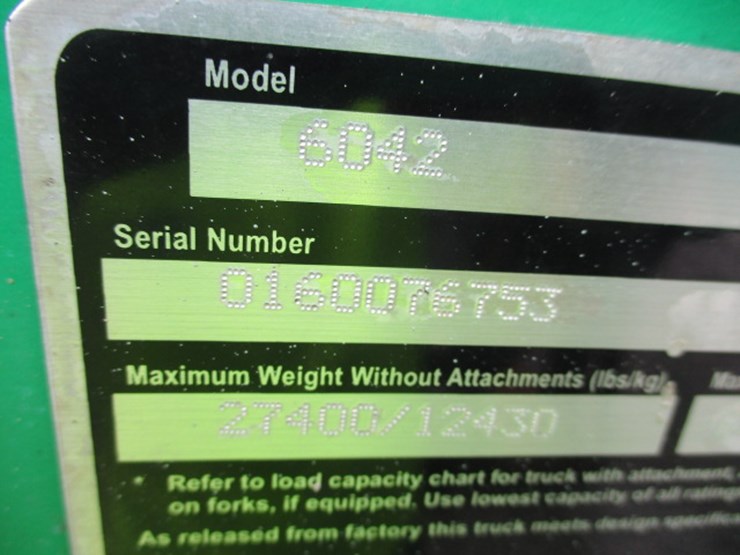 Model
6042
Serial Number
0160076753
Maximum Weight Without Attachments (lbs/kg) Ma
27400/12430
* Refer to load capacity chart for truck with attachment,
on forks, if equipped. Use lowest capacity of all ratings
As released from factory this truck meets design specifica